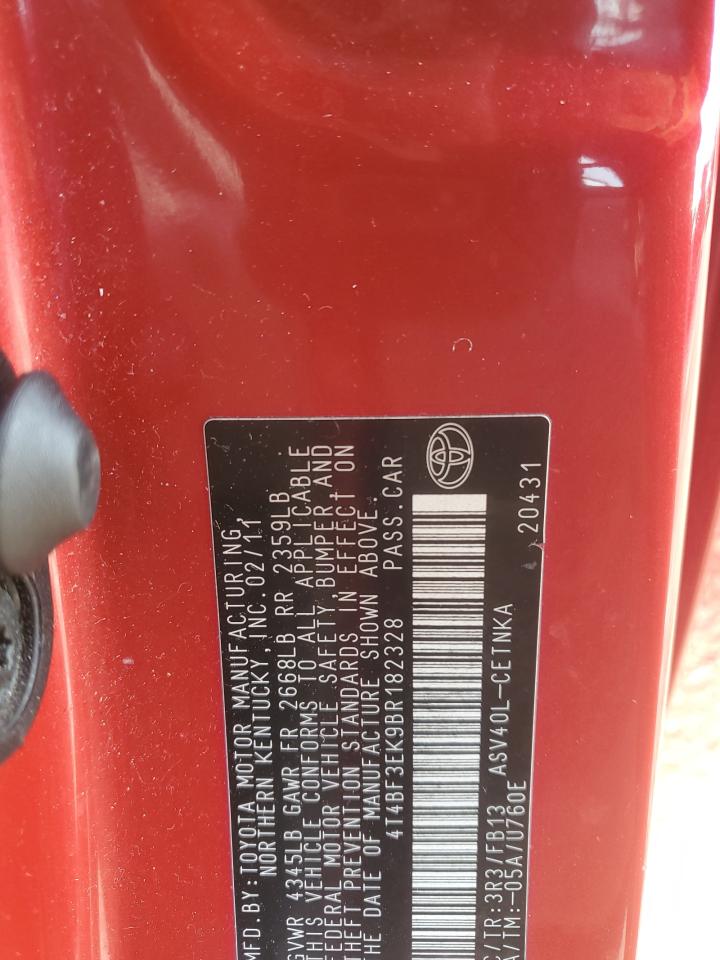 MFD.BY:TOYOTA MOTOR MANUFACTURING,
NORTHERN KENTUCKY,INC.02/11
GVWR 4345LB GAWR FR 2668LB RR 2359LB
THIS VEHICLE CONFORMS TO ALL APPLICABLE
FEDERAL MOTOR VEHICLE SAFETY, BUMPER AND
THEFT PREVENTION STANDARDS IN EFFECT ON
THE DATE OF MANUFACTURE SHOWN ABOVE.
4T4BF3EK9BR182328 PASS.CAR
C/TR:3R3/FB13 ASV40L-CETNKA
A/TM:-05A/U760E 20431